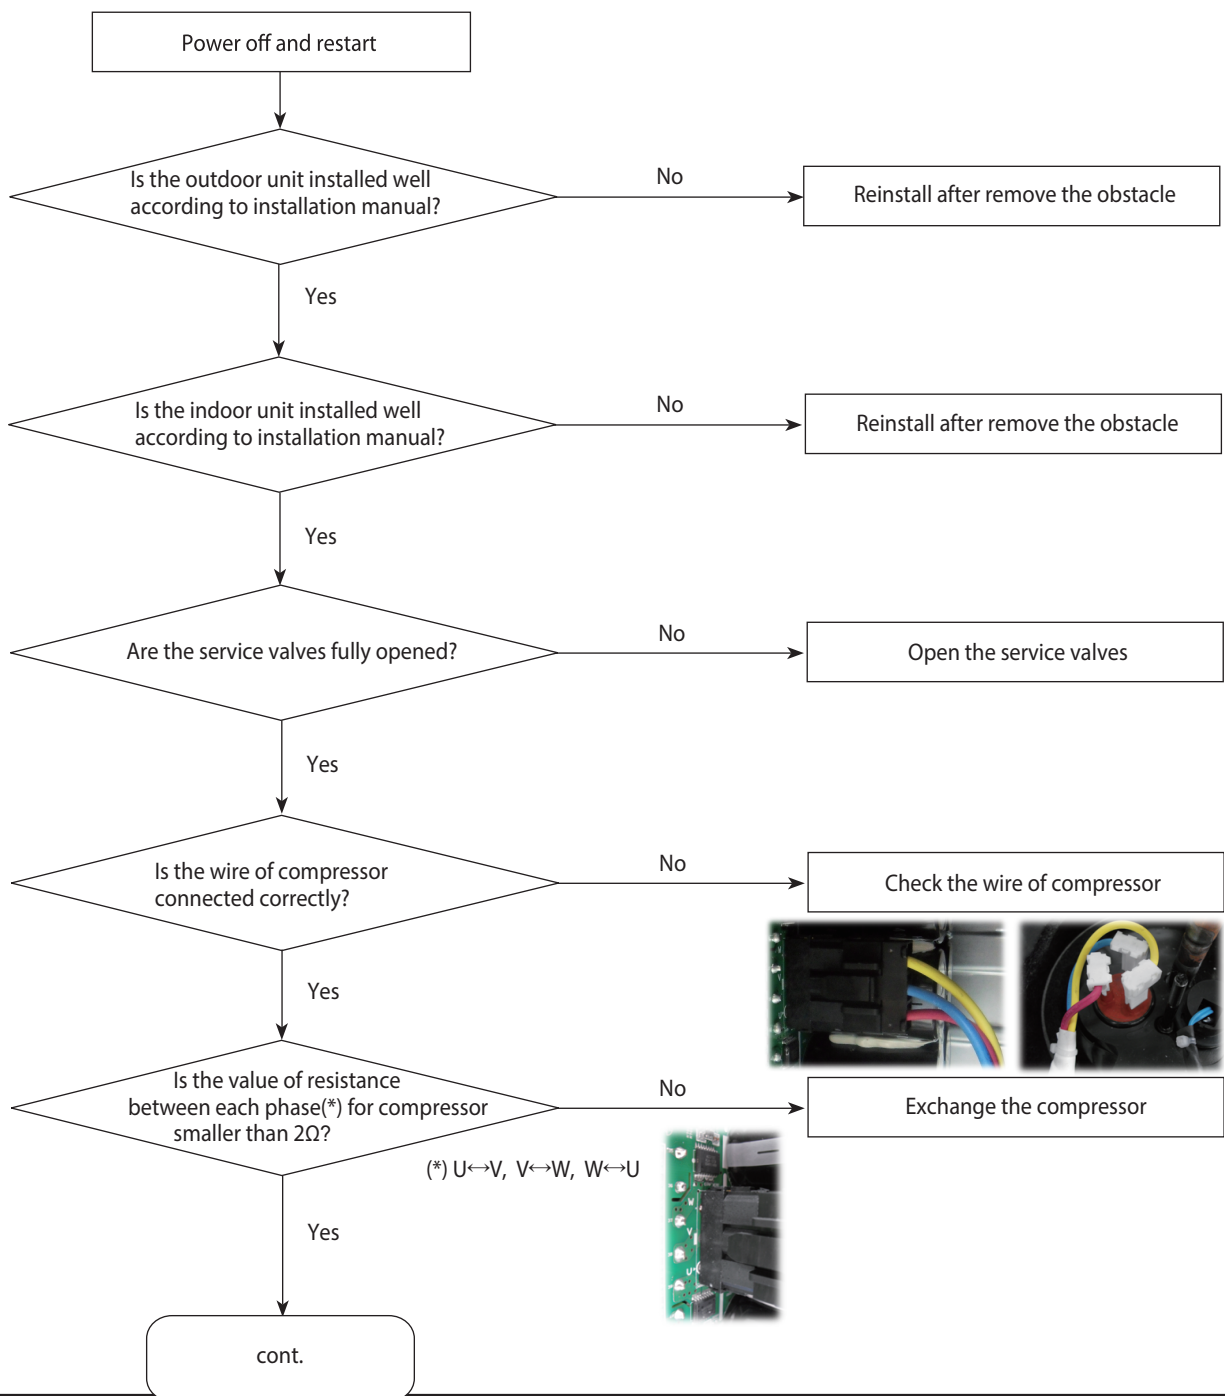 Power off and restart
Is the outdoor unit installed well
according to installation manual?
No
Reinstall after remove the obstacle
Yes
Is the indoor unit installed well
according to installation manual?
No
Reinstall after remove the obstacle
Yes
Are the service valves fully opened?
No
Open the service valves
Yes
Is the wire of compressor
connected correctly?
No
Check the wire of compressor
Yes
Is the value of resistance
between each phase(*) for compressor
smaller than 2Ω?
No
Exchange the compressor
(*) U↔V, V↔W, W↔U
W
V
U
Yes
cont.